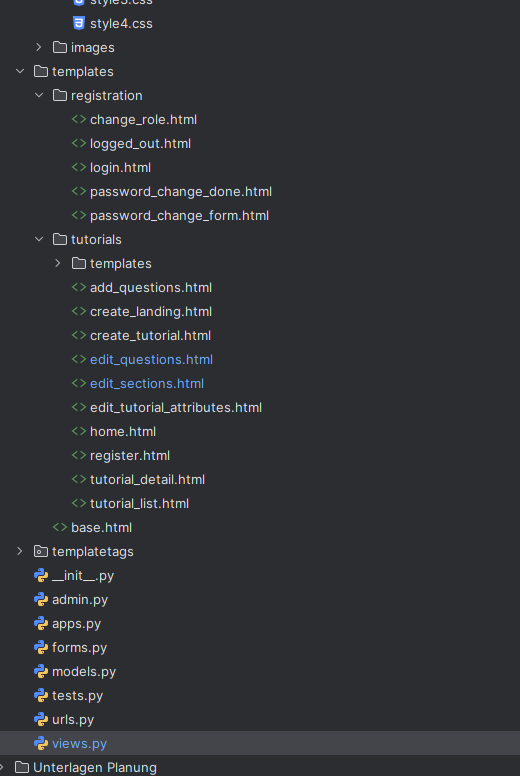 style3.css
style4.css
images
templates
registration
change_role.html
logged_out.html
login.html
password_change_done.html
password_change_form.html
tutorials
templates
add_questions.html
create_landing.html
create_tutorial.html
edit_questions.html
edit_sections.html
edit_tutorial_attributes.html
home.html
register.html
tutorial_detail.html
tutorial_list.html
base.html
templatetags
__init__.py
admin.py
apps.py
forms.py
models.py
tests.py
urls.py
views.py
Unterlagen Planung